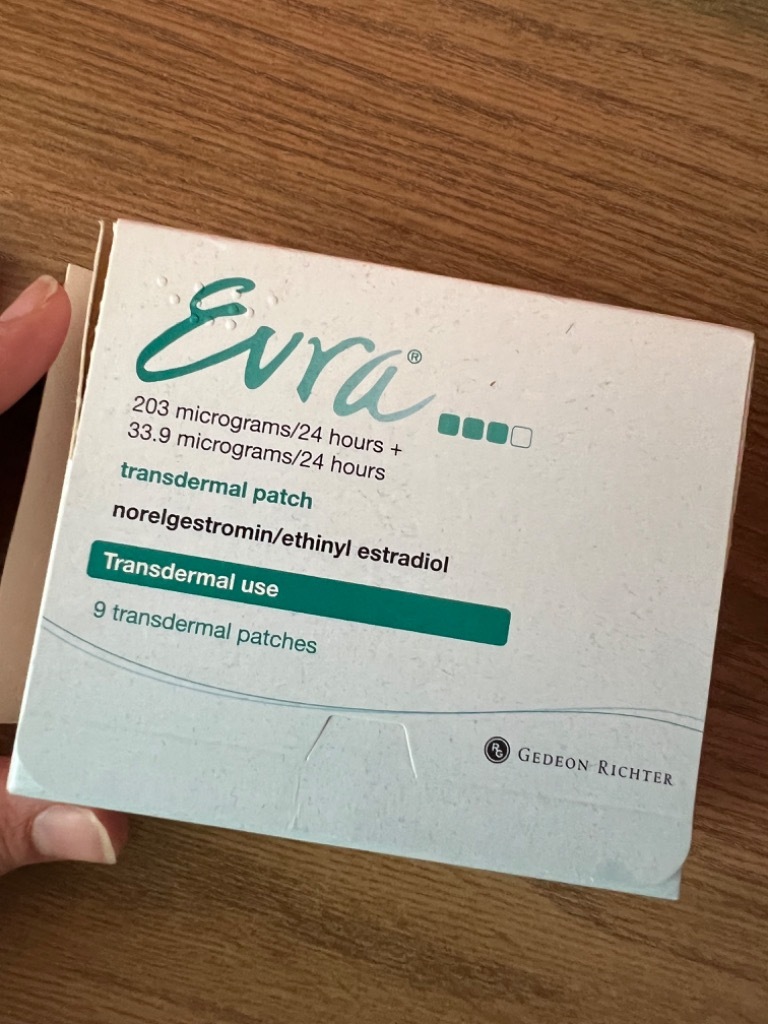 Evra®
203 micrograms/24 hours +
33.9 micrograms/24 hours
transdermal patch
norelgestromin/ethinyl estradiol
Transdermal use
9 transdermal patches
RG GEDEON RICHTER